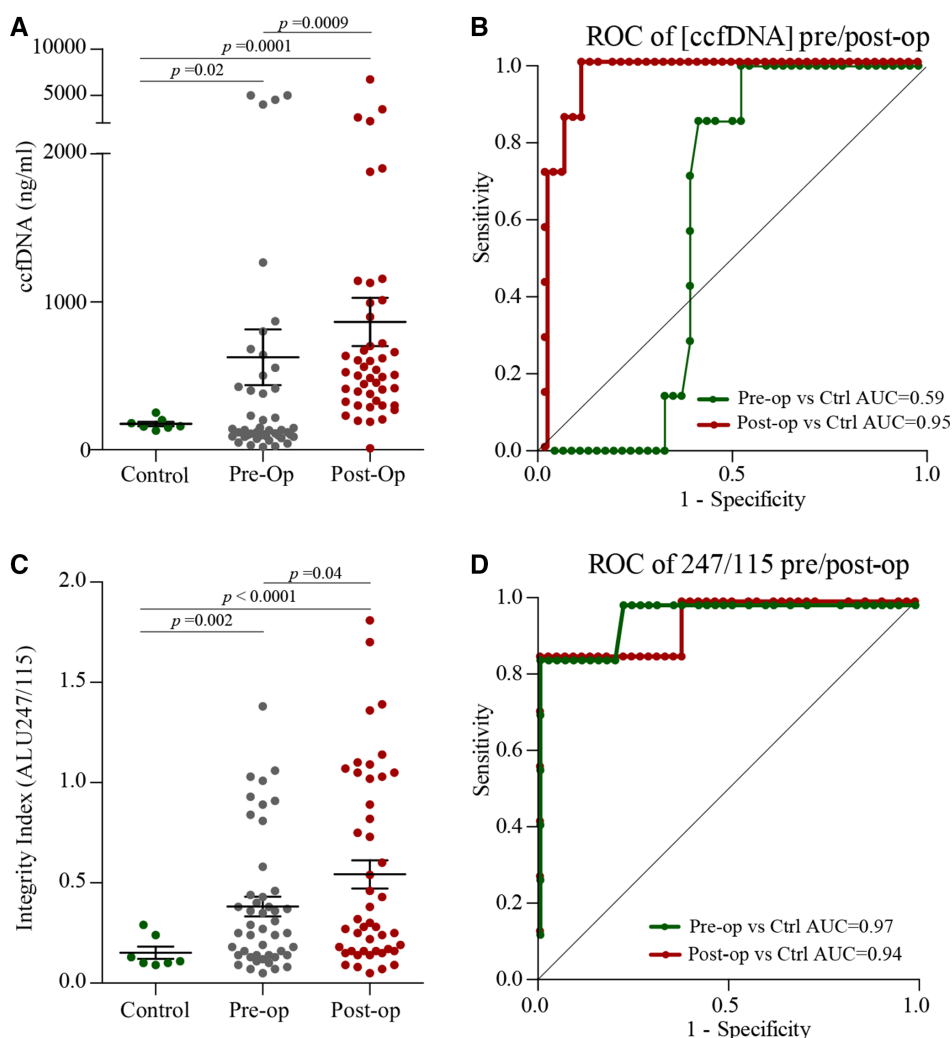 A
p =0.0009
p =0.0001
p =0.02
10000
5000
2000
1000
0
ccfDNA (ng/ml)
Control
Pre-Op
Post-Op
B
ROC of [ccfDNA] pre/post-op
1.0
0.8
0.6
0.4
0.2
0.0
Sensitivity
Pre-op vs Ctrl AUC=0.59
Post-op vs Ctrl AUC=0.95
0.0
0.5
1.0
1 - Specificity
C
p =0.04
p < 0.0001
p =0.002
2.0
1.5
1.0
0.5
0.0
Integrity Index (ALU247/115)
Control
Pre-op
Post-op
D
ROC of 247/115 pre/post-op
1.0
0.8
0.6
0.4
0.2
0.0
Sensitivity
Pre-op vs Ctrl AUC=0.97
Post-op vs Ctrl AUC=0.94
0.0
0.5
1.0
1 - Specificity